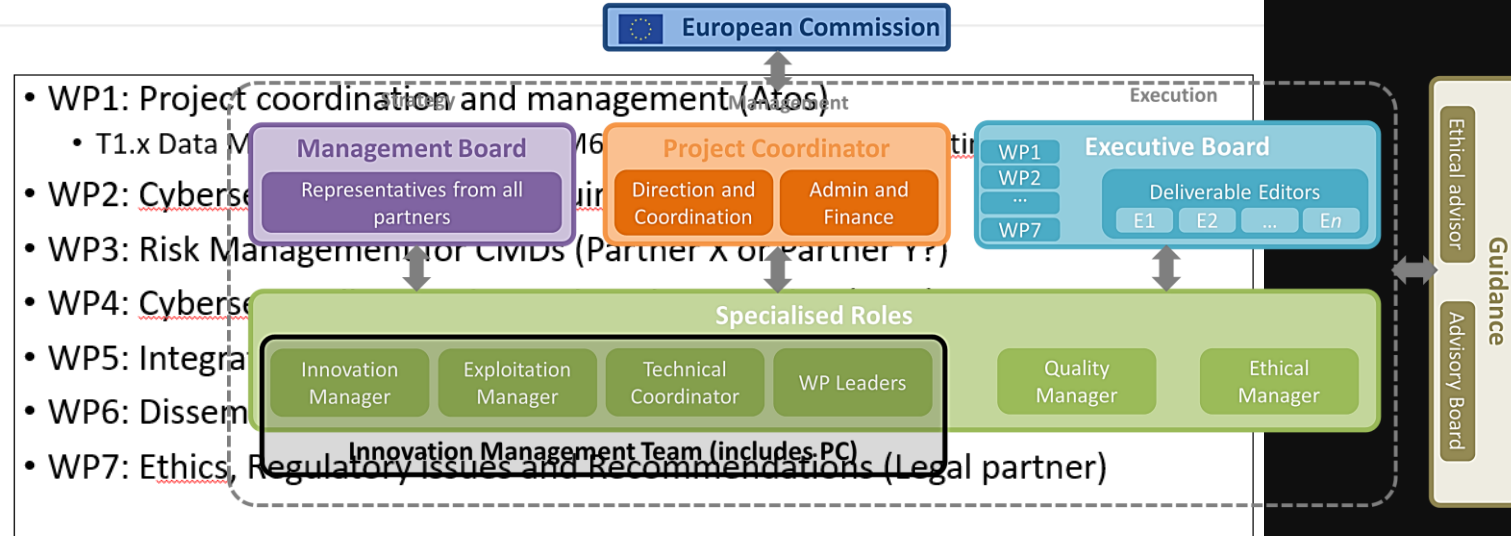 European Commission
• WP1: Project coordination and management (Atos)
Strategy
Management
Execution
• T1.x Data M
M6
Management Board
Representatives from all
partners
Project Coordinator
Direction and
Coordination
Admin and
Finance
Executive Board
WP1
WP2
...
WP7
Deliverable Editors
E1 E2 ... En
• WP2: Cyberse
• WP3: Risk Management for CMDs (Partner X or Partner Y?)
• WP4: Cyberse
Specialised Roles
• WP5: Integra
Innovation
Manager
Exploitation
Manager
Technical
Coordinator
WP Leaders
Quality
Manager
Ethical
Manager
• WP6: Dissem
Innovation Management Team (includes PC)
• WP7: Ethics, Regulatory issues and Recommendations (Legal partner)
Ethical advisor
Advisory Board
Guidance